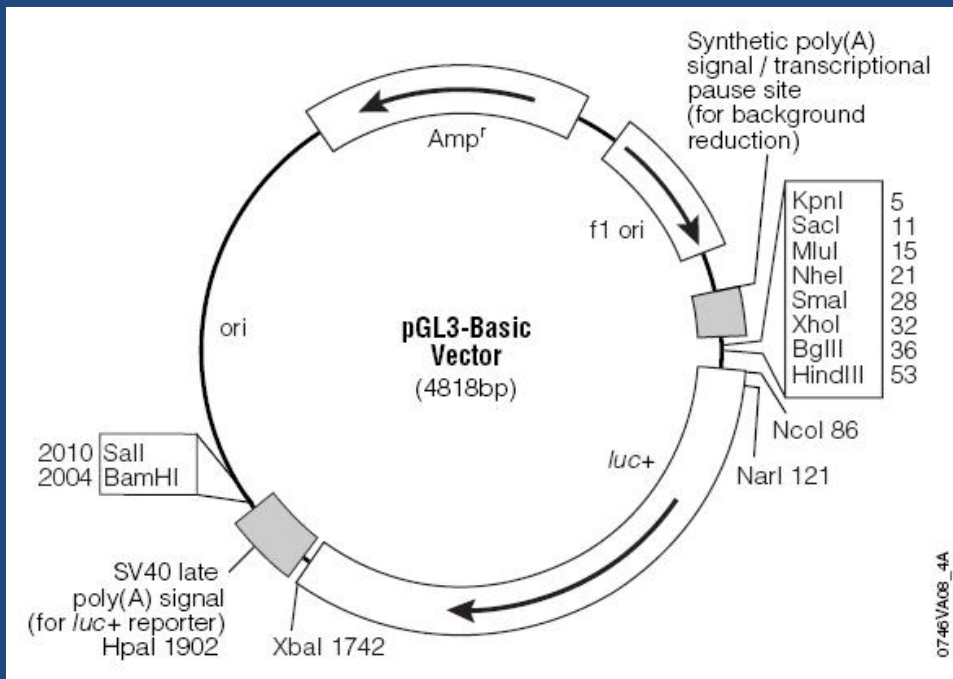 Synthetic poly(A)
signal / transcriptional
pause site
(for background
reduction)
Ampʳ
f1 ori
KpnI 5
SacI 11
MluI 15
NheI 21
SmaI 28
XhoI 32
BglII 36
HindIII 53
ori
pGL3-Basic
Vector
(4818bp)
NcoI 86
NarI 121
luc+
2010 SalI
2004 BamHI
SV40 late
poly(A) signal
(for luc+ reporter)
HpaI 1902
XbaI 1742
0746VA08_4A